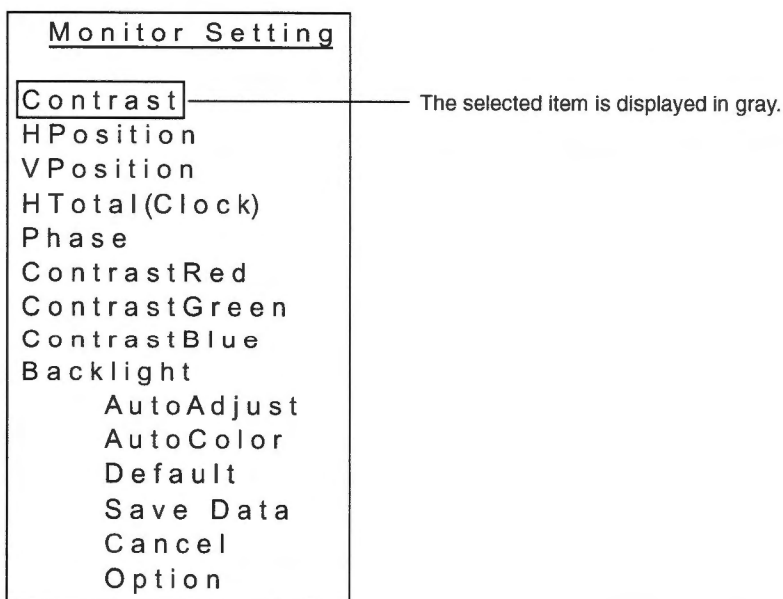 Monitor Setting
Contrast
The selected item is displayed in gray.
HPosition
VPosition
HTotal(Clock)
Phase
ContrastRed
ContrastGreen
ContrastBlue
Backlight
AutoAdjust
AutoColor
Default
Save Data
Cancel
Option